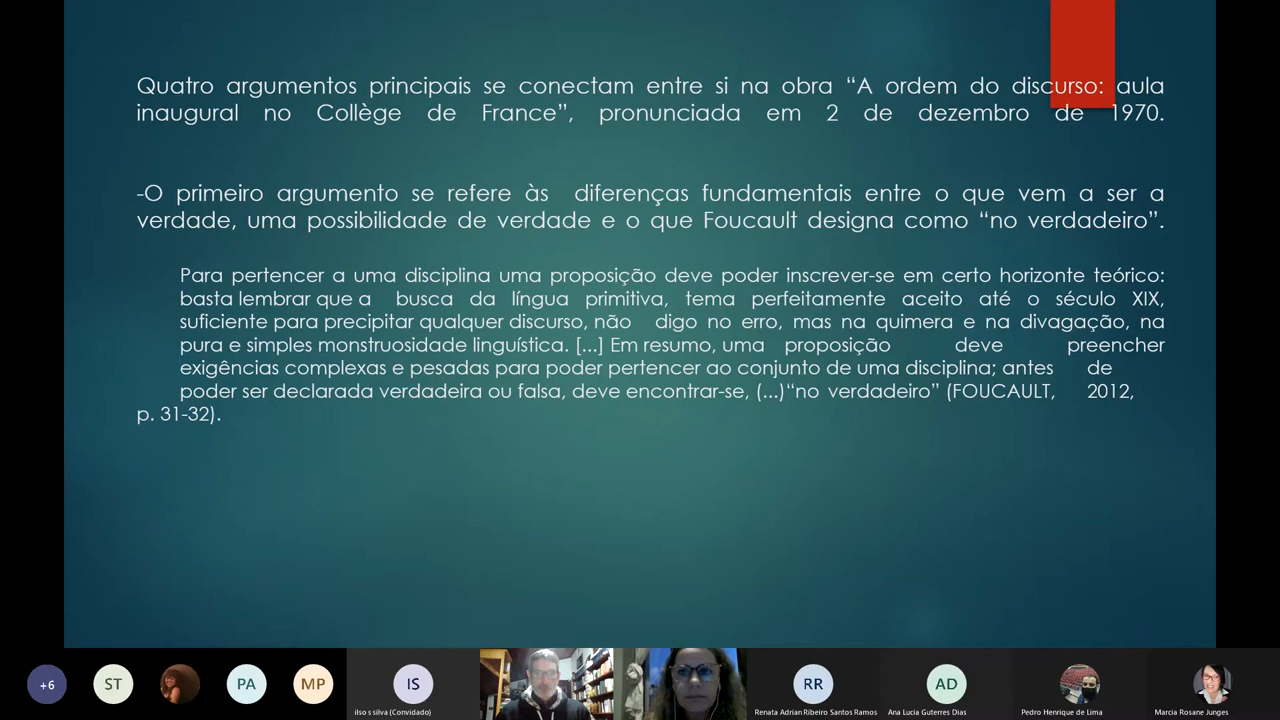 Quatro argumentos principais se conectam entre si na obra “A ordem do discurso: aula
inaugural no Collège de France”, pronunciada em 2 de dezembro de 1970.
-O primeiro argumento se refere às diferenças fundamentais entre o que vem a ser a
verdade, uma possibilidade de verdade e o que Foucault designa como “no verdadeiro”.
Para pertencer a uma disciplina uma proposição deve poder inscrever-se em certo horizonte teórico:
basta lembrar que a busca da língua primitiva, tema perfeitamente aceito até o século XIX,
suficiente para precipitar qualquer discurso, não digo no erro, mas na quimera e na divagação, na
pura e simples monstruosidade linguística. [...] Em resumo, uma proposição deve preencher
exigências complexas e pesadas para poder pertencer ao conjunto de uma disciplina; antes de
poder ser declarada verdadeira ou falsa, deve encontrar-se, (...)“no verdadeiro” (FOUCAULT, 2012,
p. 31-32).
+6 ST PA MP IS RR AD
ilso s silva (Convidado) Renata Adrian Ribeiro Santos Ramos Ana Lucia Guterres Dias Pedro Henrique de Lima Marcia Rosane Junges